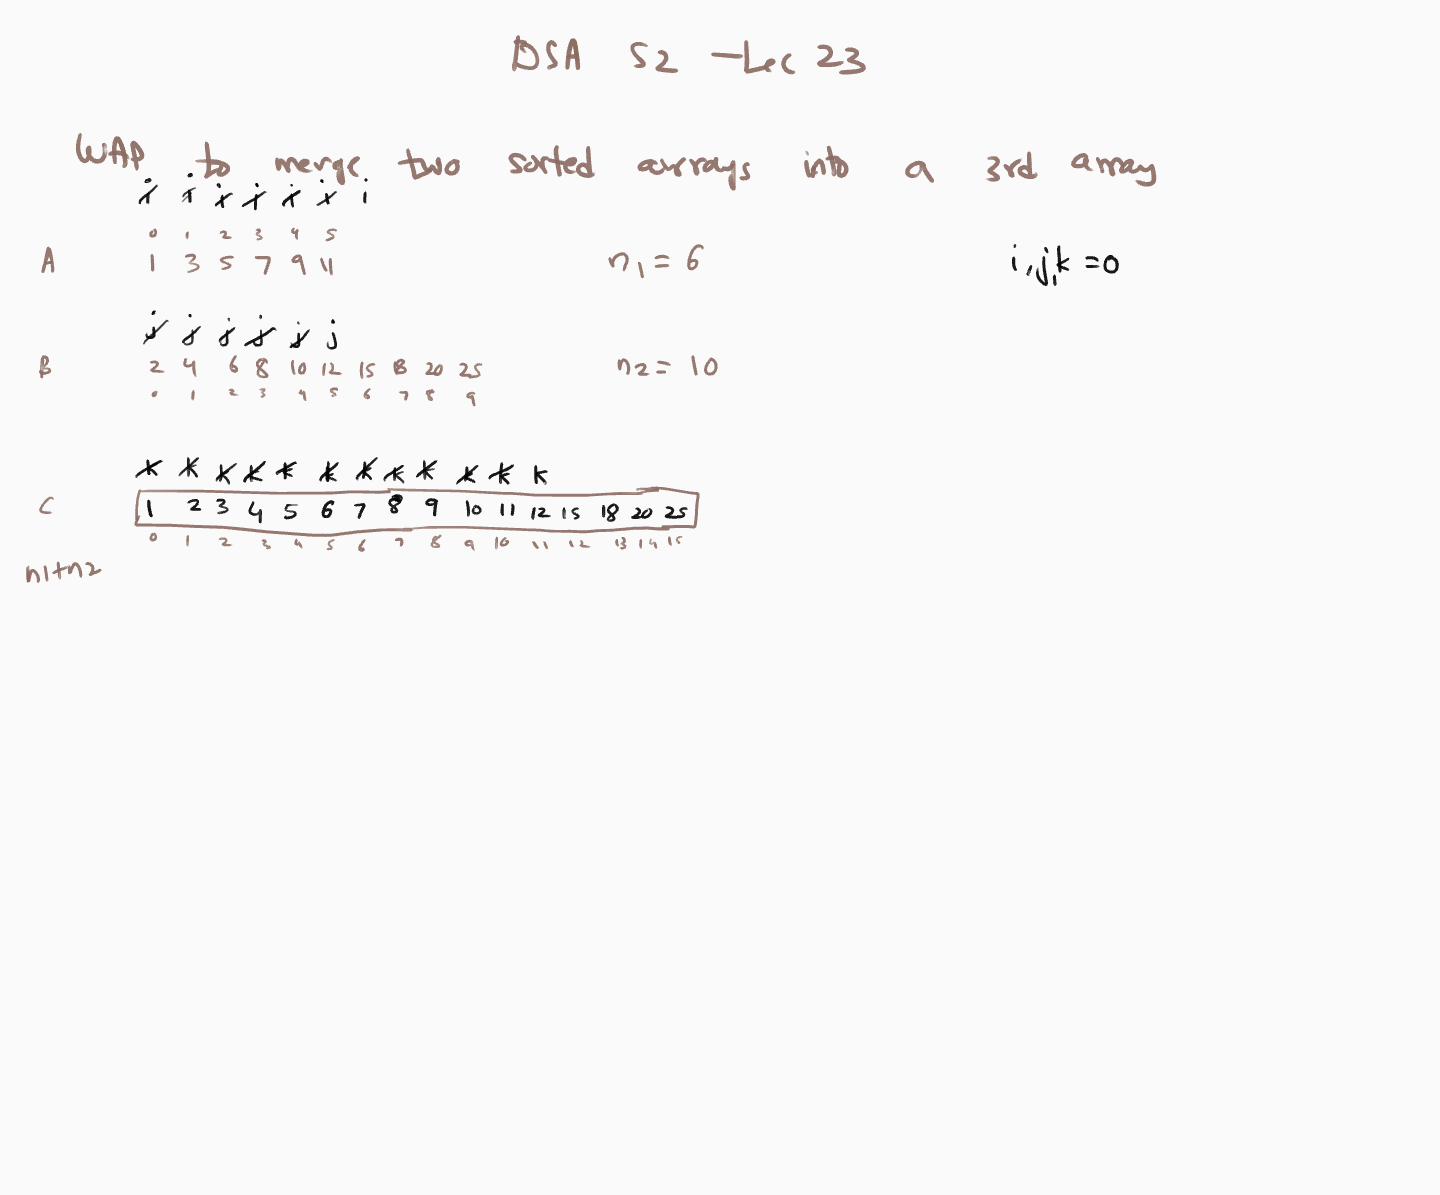 DSA S2 - Lec 23
WAP to merge two sorted arrays into a 3rd array
i i i i i i i
0 1 2 3 4 5
A 1 3 5 7 9 11 n1 = 6 i,j,k = 0
j j j j j j
B 2 4 6 8 10 12 15 18 20 25 n2 = 10
0 1 2 3 4 5 6 7 8 9
k k k k k k k k k k k k
C 1 2 3 4 5 6 7 8 9 10 11 12 15 18 20 25
0 1 2 3 4 5 6 7 8 9 10 11 12 13 14 15
n1+n2